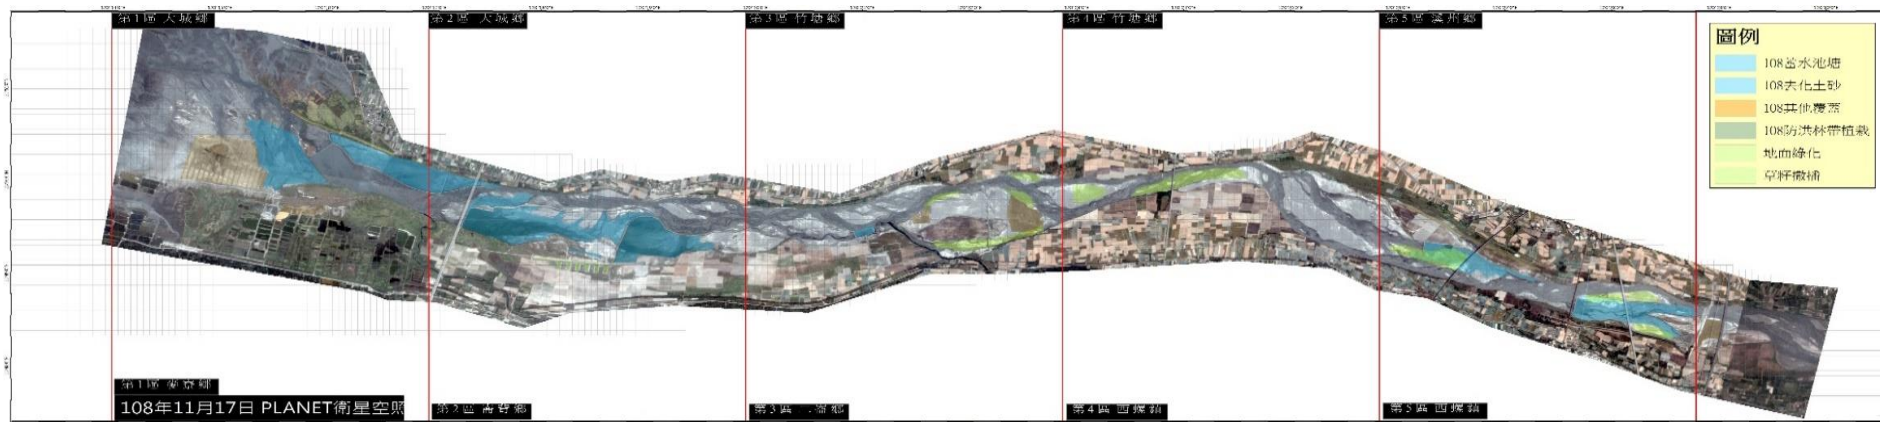 第1區 大城鄉
第2區 大城鄉
第3區 竹塘鄉
第4區 竹塘鄉
第5區 溪州鄉
圖例
108蓄水池塘
108去化土砂
108其他覆蓋
108防洪林帶植栽
地面綠化
草籽撒播
第1區 麥寮鄉
108年11月17日 PLANET衛星空照
第2區 崙背鄉
第3區 二崙鄉
第4區 西螺鎮
第5區 西螺鎮